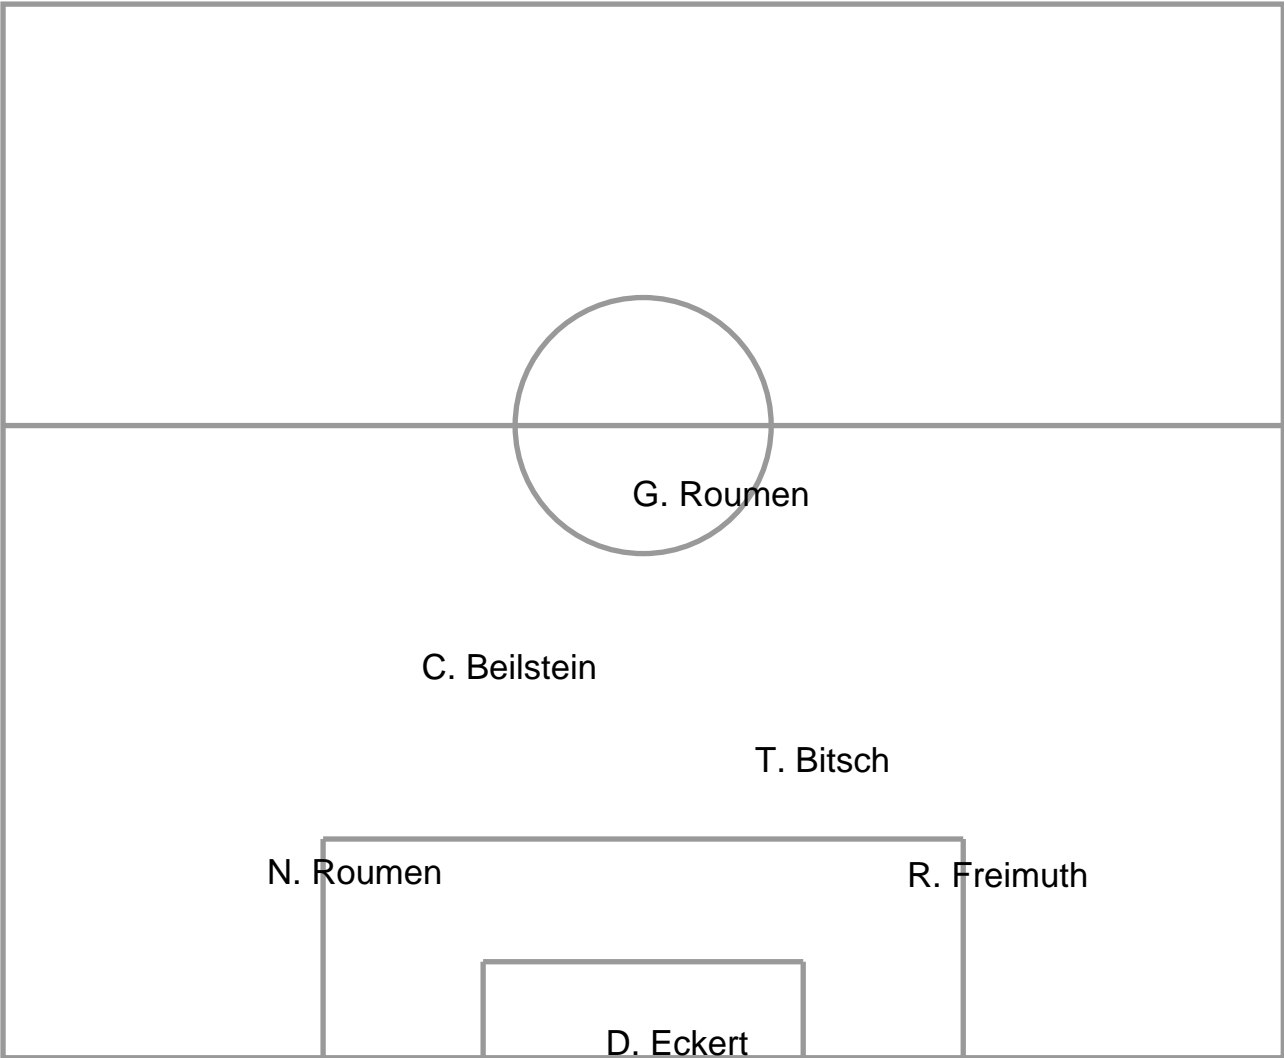 G. Roumen
C. Beilstein
T. Bitsch
N. Roumen
R. Freimuth
D. Eckert